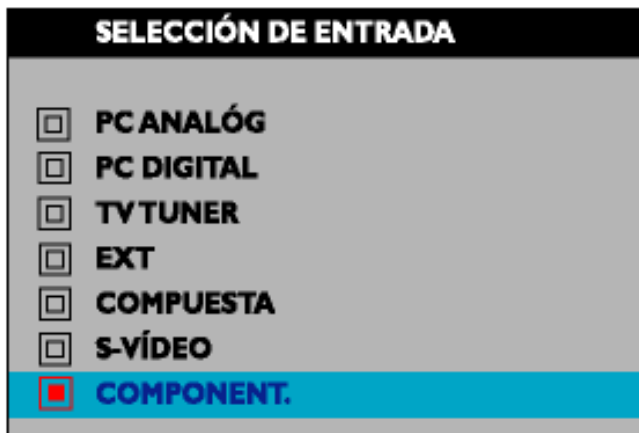 SELECCIÓN DE ENTRADA
PC ANALÓG
PC DIGITAL
TV TUNER
EXT
COMPUESTA
S-VÍDEO
COMPONENT.